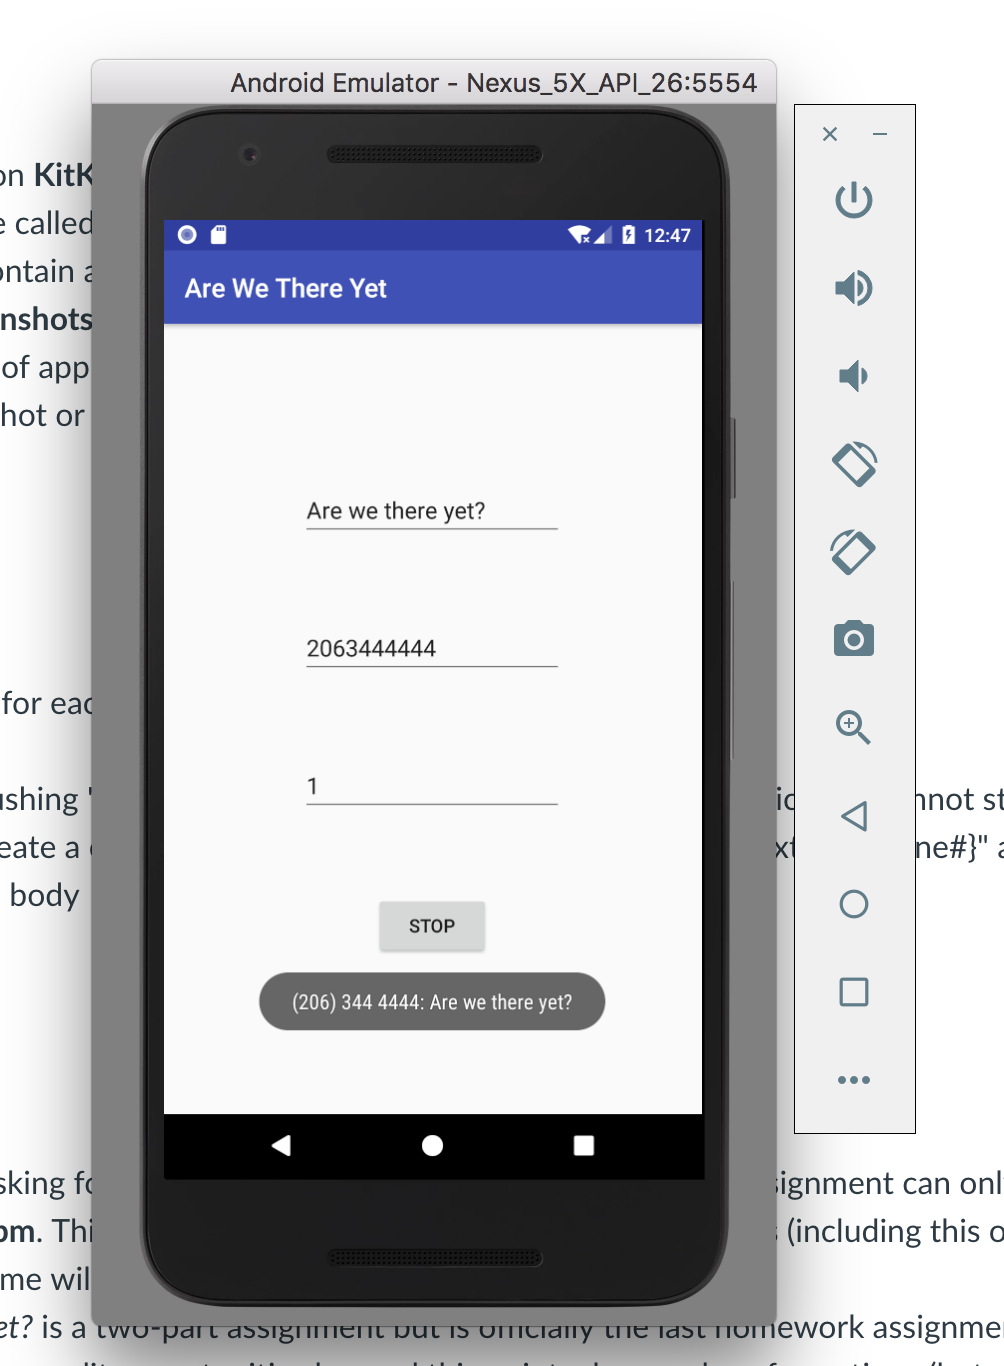 Android Emulator - Nexus_5X_API_26:5554
on KitK
e called
ontain a
nshots
of app
hot or
12:47
Are We There Yet
Are we there yet?
2063444444
for eac
1
ushing "
nnot st
eate a
ne#}" a
body
STOP
(206) 344 4444: Are we there yet?
sking fo
signment can onl
om. Thi
s (including this o
me wil
et? is a two-part assignment but is officially the last homework assignme